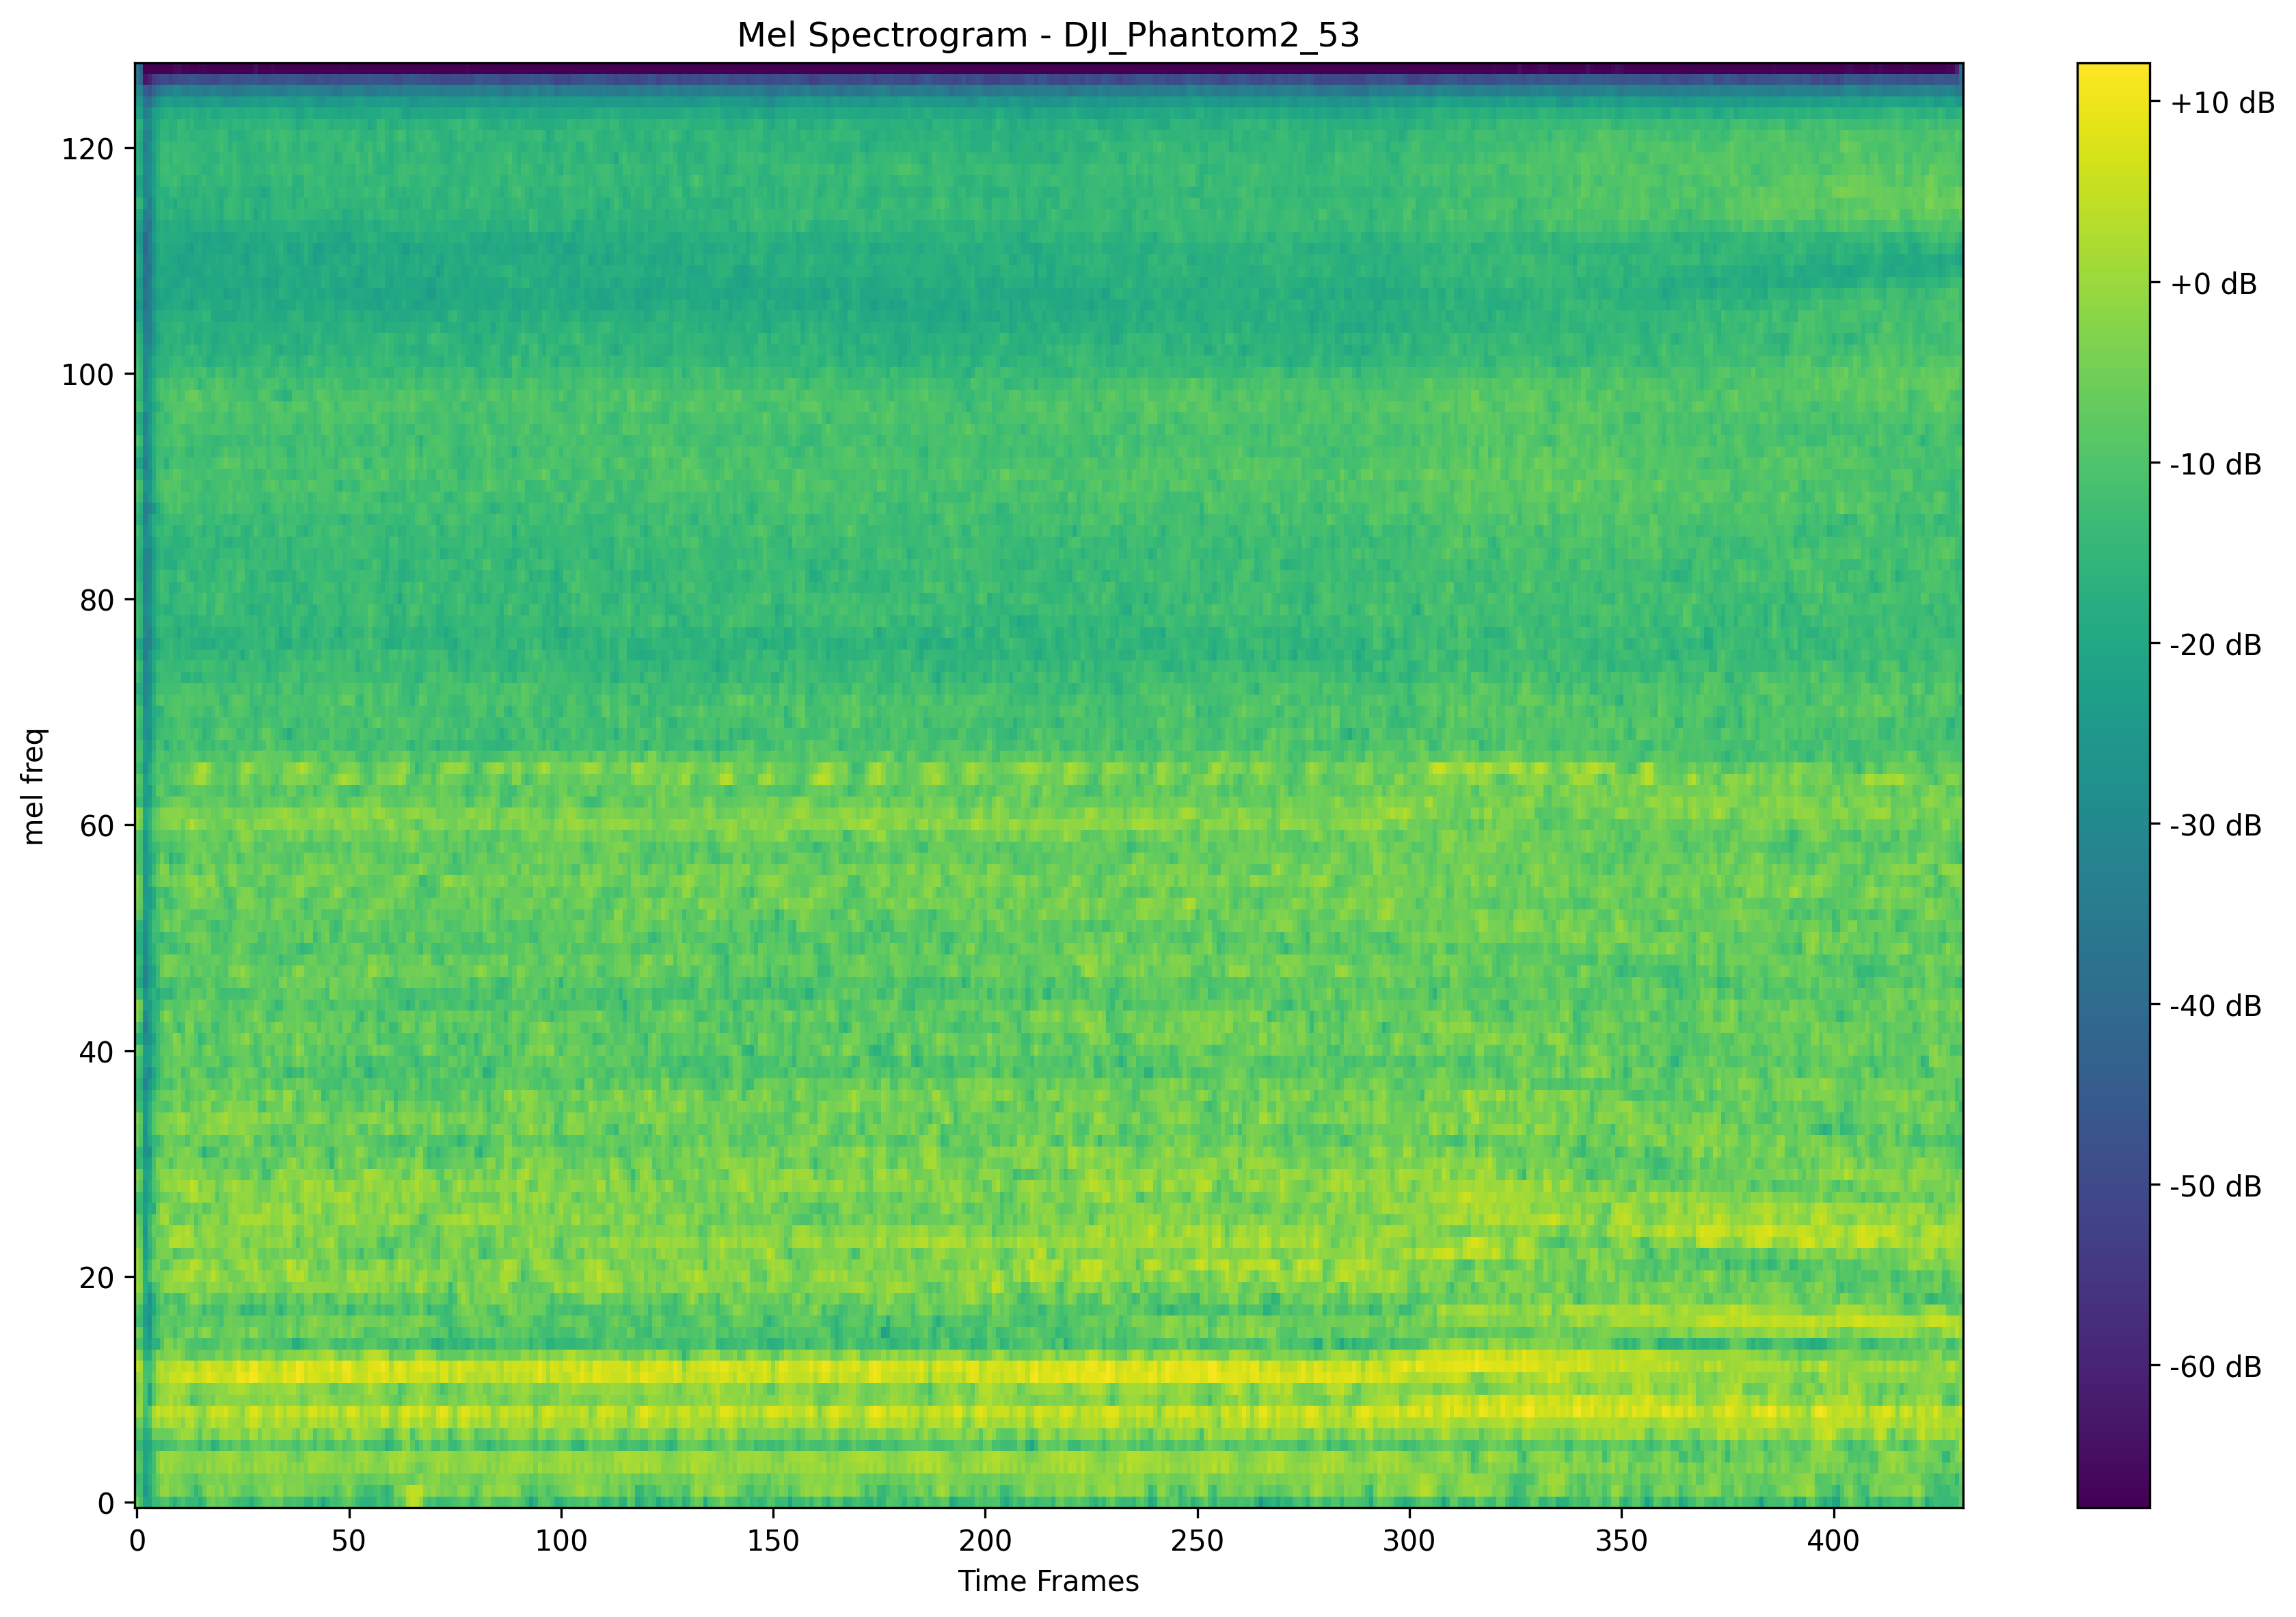 Mel Spectrogram - DJI_Phantom2_53
mel freq
120
100
80
60
40
20
0
0 50 100 150 200 250 300 350 400
Time Frames
+10 dB
+0 dB
-10 dB
-20 dB
-30 dB
-40 dB
-50 dB
-60 dB